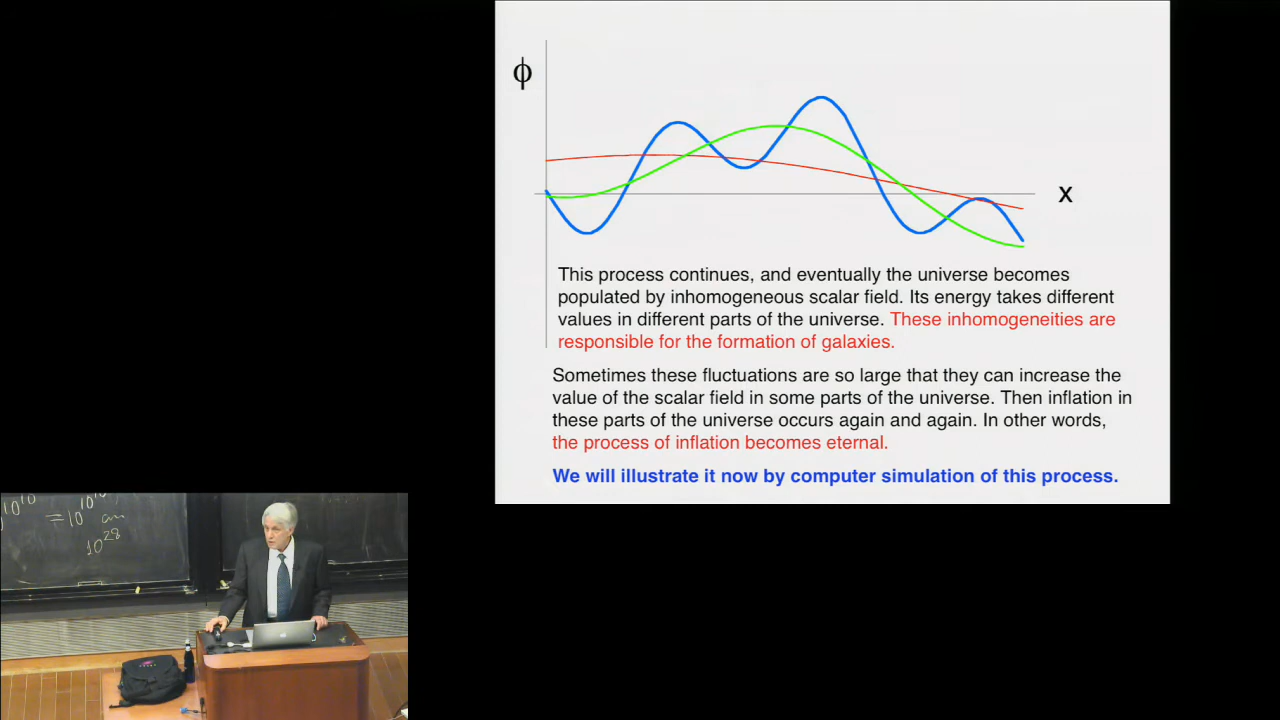 ϕ
x
This process continues, and eventually the universe becomes
populated by inhomogeneous scalar field. Its energy takes different
values in different parts of the universe. These inhomogeneities are
responsible for the formation of galaxies.
Sometimes these fluctuations are so large that they can increase the
value of the scalar field in some parts of the universe. Then inflation in
these parts of the universe occurs again and again. In other words,
the process of inflation becomes eternal.
We will illustrate it now by computer simulation of this process.
= 10^10^10 cm
10^28